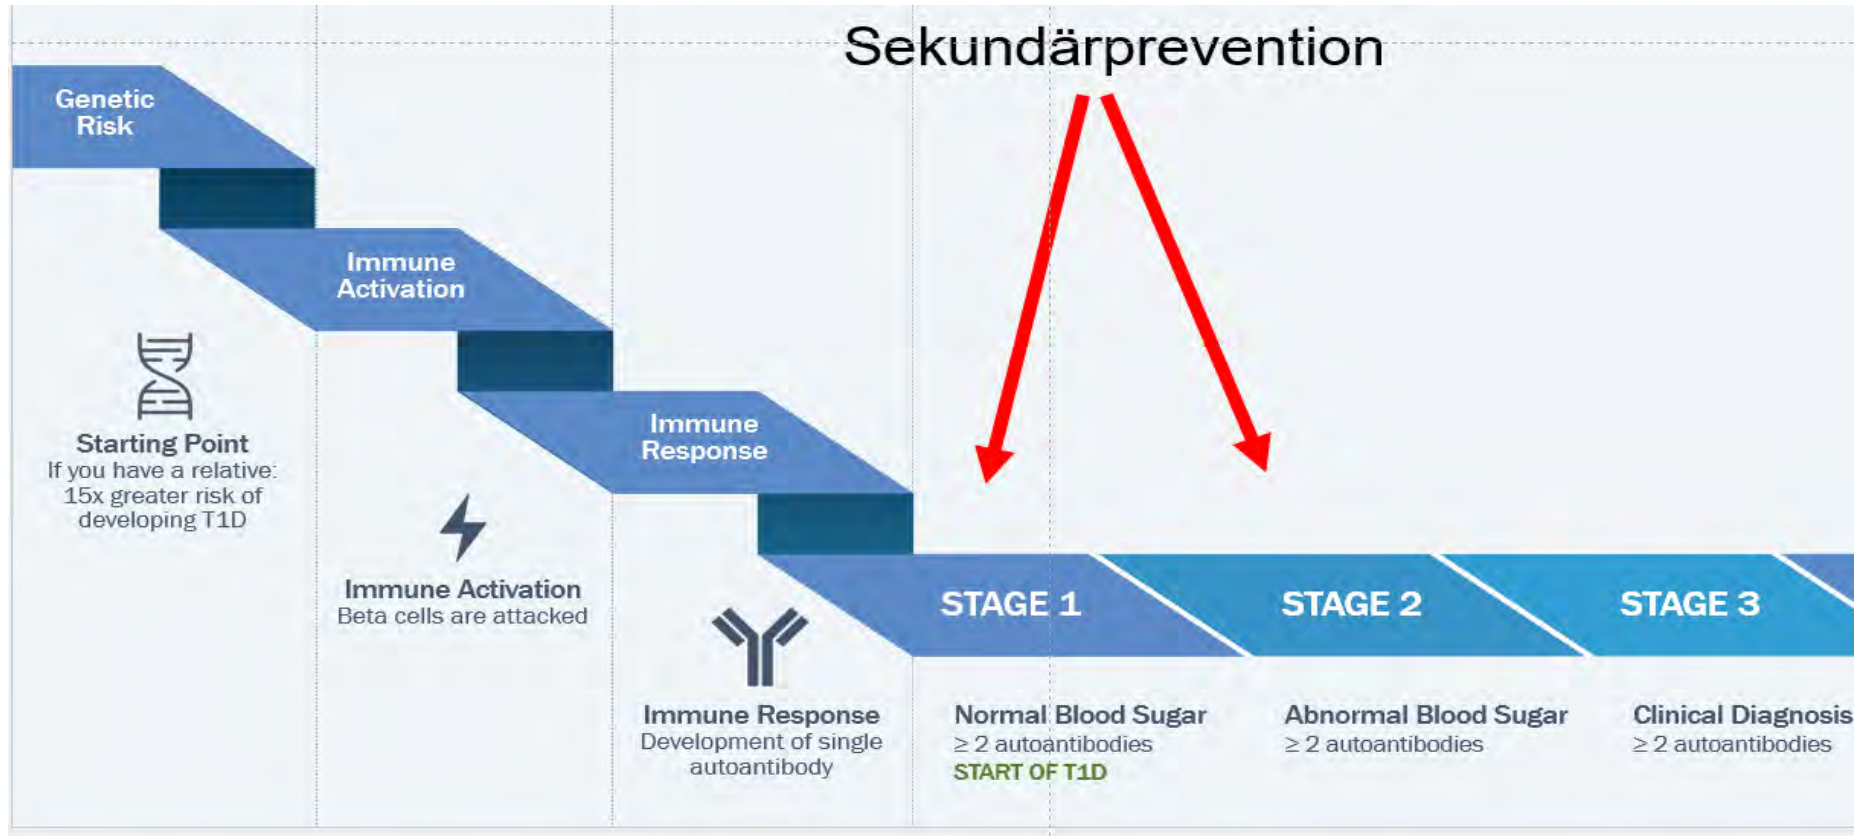 Sekundärprevention
Genetic
Risk
Immune
Activation
Immune
Response
Starting Point
If you have a relative:
15x greater risk of
developing T1D
Immune Activation
Beta cells are attacked
Immune Response
Development of single
autoantibody
STAGE 1
STAGE 2
STAGE 3
Normal Blood Sugar
≥ 2 autoantibodies
START OF T1D
Abnormal Blood Sugar
≥ 2 autoantibodies
Clinical Diagnosis
≥ 2 autoantibodies